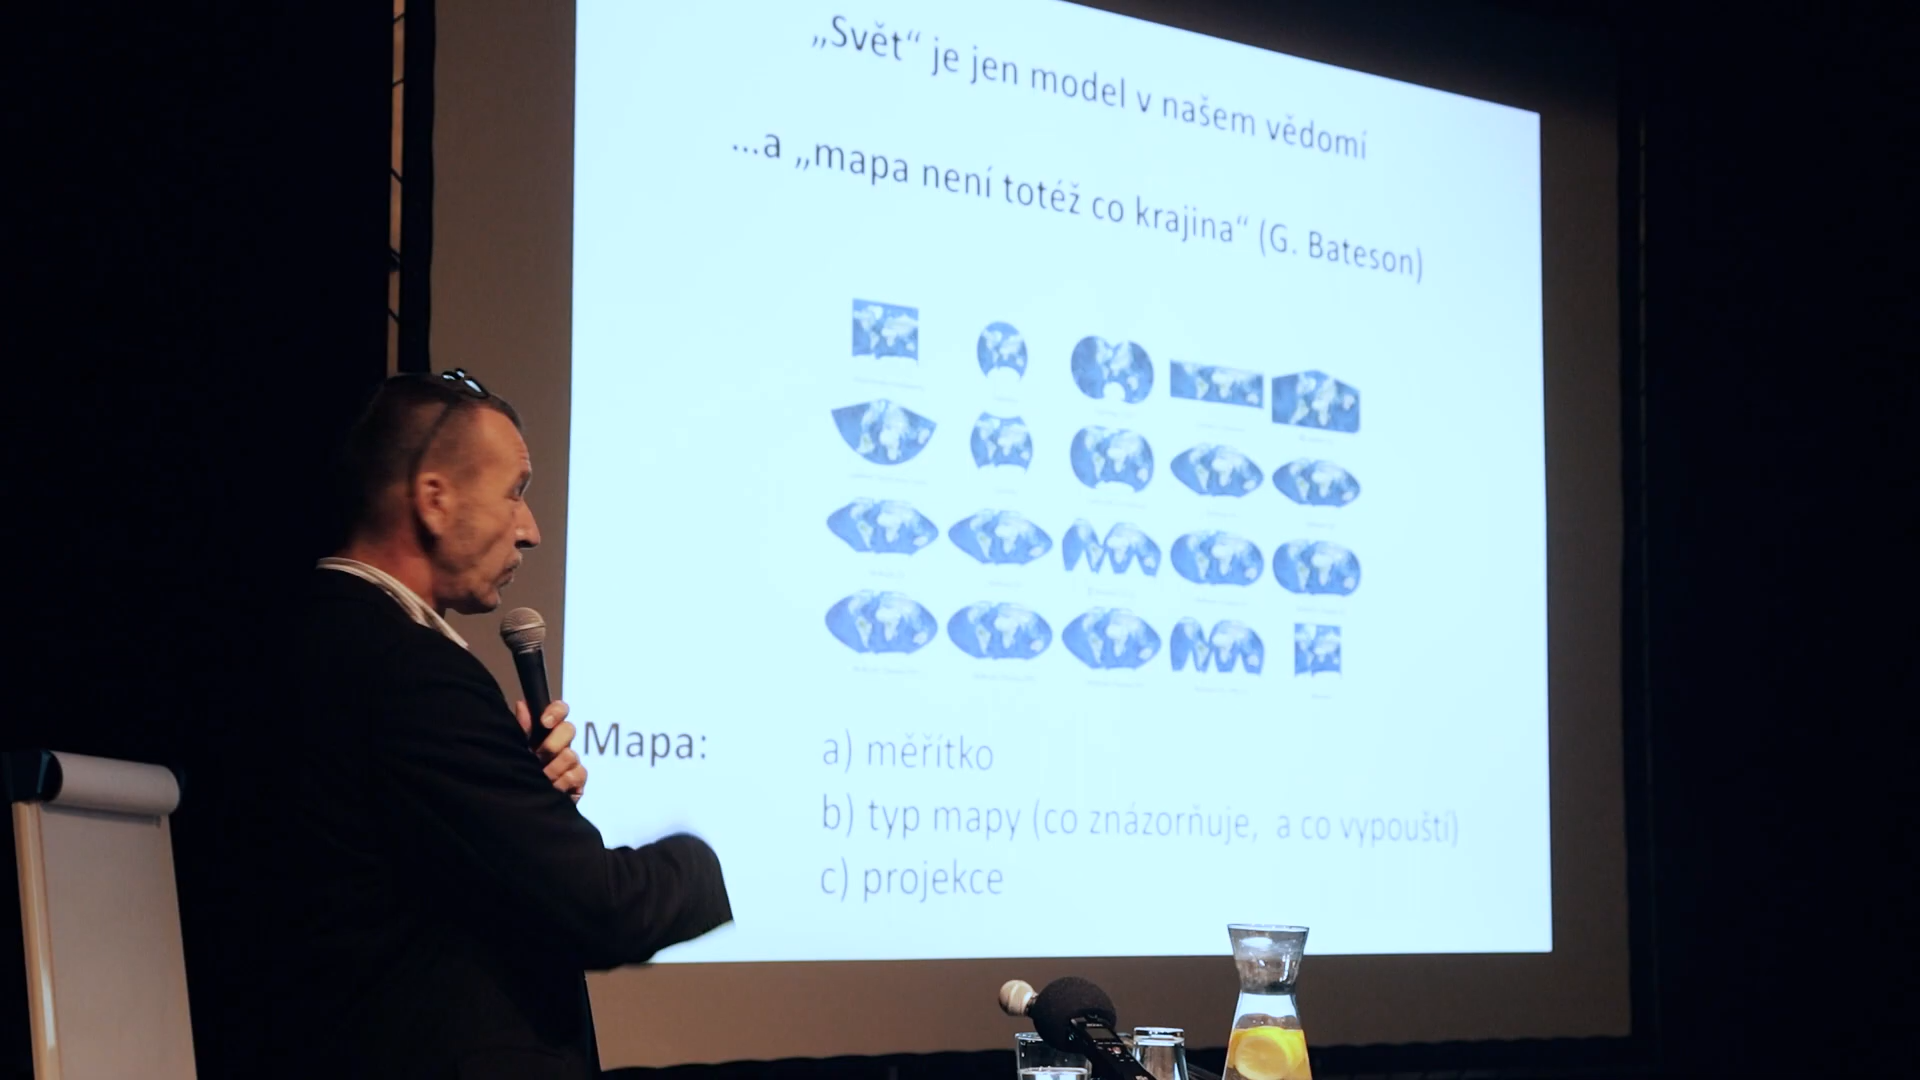 „Svět“ je jen model v našem vědomí
...a „mapa není totéž co krajina“ (G. Bateson)
Mapa:
a) měřítko
b) typ mapy (co znázorňuje, a co vypouští)
c) projekce